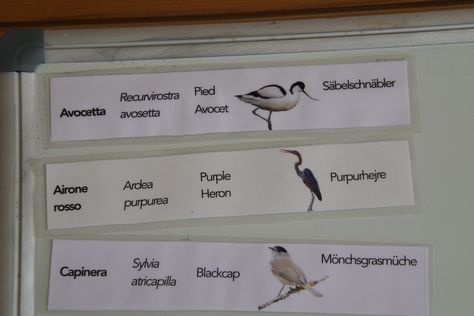 Avocetta
Recurvirostra
avosetta
Pied
Avocet
Säbelschnäbler
Airone
rosso
Ardea
purpurea
Purple
Heron
Purpurhejre
Capinera
Sylvia
atricapilla
Blackcap
Mönchsgrasmüche